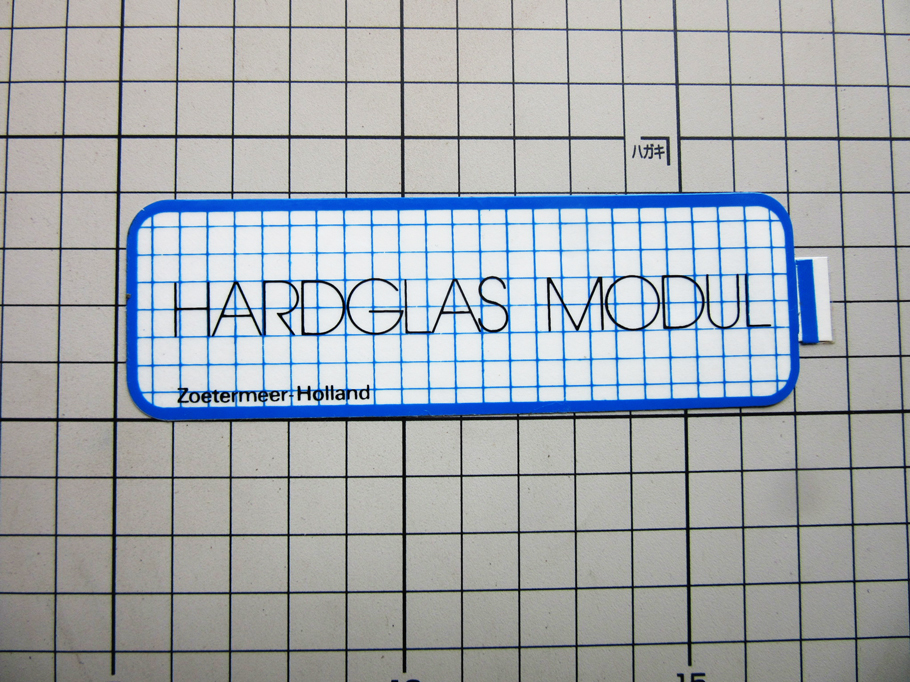 ハガキ
HARDGLAS MODUL
Zoetermeer-Holland
15